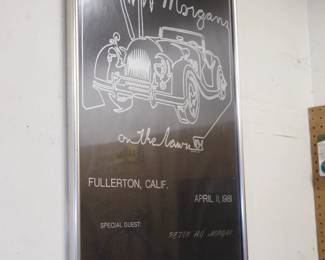 Morgans
on the lawn
FULLERTON, CALIF.
APRIL 11, 1981
SPECIAL GUEST: